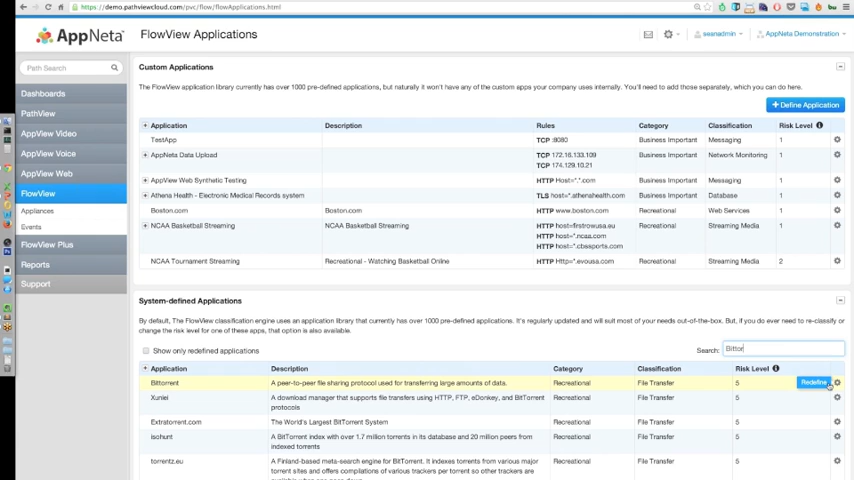 https://demo.pathviewcloud.com/pvc/flow/flowApplications.html
AppNeta
FlowView Applications
seanadmin
AppNeta Demonstration
Path Search
Dashboards
PathView
AppView Video
AppView Voice
AppView Web
FlowView
Appliances
Events
FlowView Plus
Reports
Support
Custom Applications
The FlowView application library currently has over 1000 pre-defined applications, but naturally it won't have any of the custom apps your company uses internally. You'll need to add those separately, which you can do here.
+ Define Application
Application Description Rules Category Classification Risk Level
TestApp TCP :8080 Business Important Messaging 1
AppNeta Data Upload TCP 172.16.133.109 Business Important Network Monitoring 1
TCP 174.129.10.21
AppView Web Synthetic Testing HTTP Host=*.*.com Business Important Messaging 1
Athena Health - Electronic Medical Records system TLS host=*.athenahealth.com Business Important Database 1
Boston.com Boston.com HTTP www.boston.com Recreational Web Services 1
NCAA Basketball Streaming HTTP host=firstrowusa.eu Recreational Streaming Media 1
HTTP host=*.ncaa.com
HTTP host=*.cbssports.com
NCAA Tournament Streaming Recreational - Watching Basketball Online HTTP Http=*.evousa.com Recreational Streaming Media 2
System-defined Applications
By default, The FlowView classification engine uses an application library that currently has over 1000 pre-defined applications. It's regularly updated and will suit most of your needs out-of-the-box. But, if you do ever need to re-classify or
change the risk level for one of these apps, that option is also available.
Show only redefined applications
Search: Bittor
Application Description Category Classification Risk Level
Bittorrent A peer-to-peer file sharing protocol used for transferring large amounts of data. Recreational File Transfer 5 Redefine
Xunlei A download manager that supports file transfers using HTTP, FTP, eDonkey, and BitTorrent Recreational File Transfer 5
protocols
Extratorrent.com The World's Largest BitTorrent System Recreational File Transfer 5
isohunt A BitTorrent index with over 1.7 million torrents in its database and 20 million peers from Recreational File Transfer 5
indexed torrents
torrentz.eu A Finland-based meta-search engine for BitTorrent. It indexes torrents from various major Recreational File Transfer 5
torrent sites and offers compilations of various trackers per torrent so other trackers are